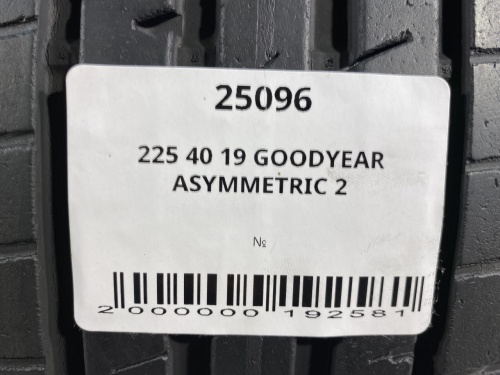 25096
225 40 19 GOODYEAR
ASYMMETRIC 2
№
2 000000 192581